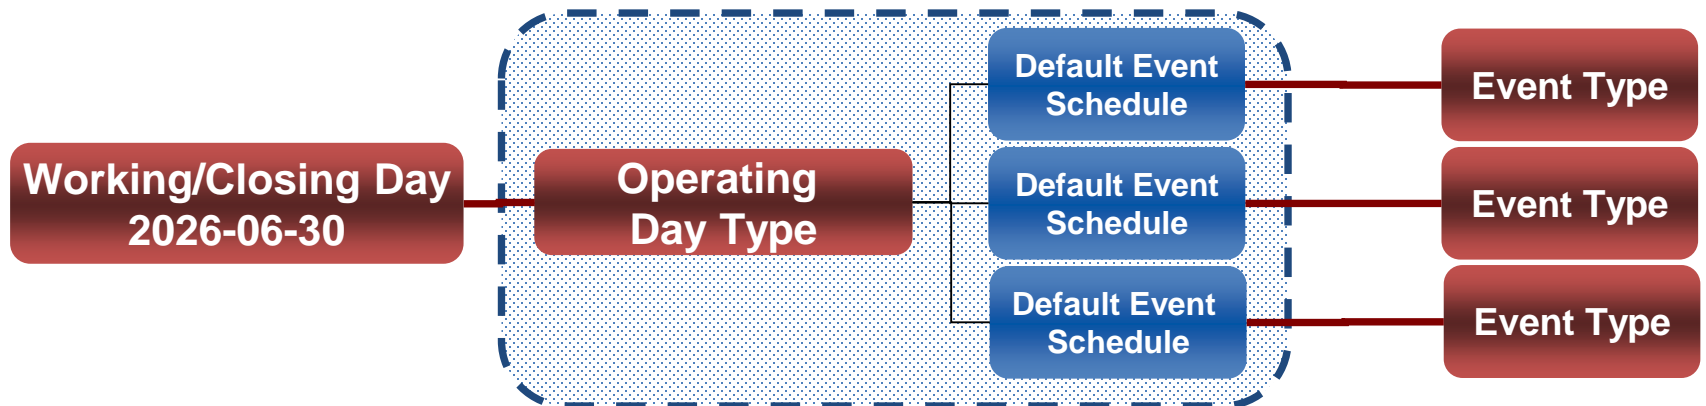 Working/Closing Day
2026-06-30
Operating
Day Type
Default Event
Schedule
Default Event
Schedule
Default Event
Schedule
Event Type
Event Type
Event Type